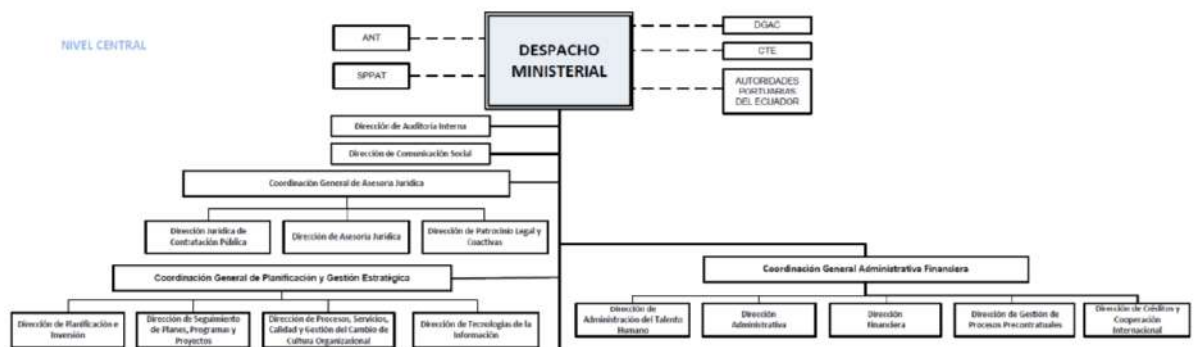 NIVEL CENTRAL
ANT
SPPAT
DESPACHO
MINISTERIAL
DGAC
CTE
AUTORIDADES
PORTUARIAS
DEL ECUADOR
Dirección de Auditoría Interna
Dirección de Comunicación Social
Coordinación General de Asesoría Jurídica
Dirección Jurídica de
Contratación Pública
Dirección de Asesoría Jurídica
Dirección de Patrocinio Legal y
Coactivas
Coordinación General de Planificación y Gestión Estratégica
Coordinación General Administrativa Financiera
Dirección de Planificación e
Inversión
Dirección de Seguimiento
de Planes, Programas y
Proyectos
Dirección de Procesos, Servicios,
Calidad y Gestión del Cambio de
Cultura Organizacional
Dirección de Tecnologías de la
Información
Dirección de
Administración del Talento
Humano
Dirección
Administrativa
Dirección
Financiera
Dirección de Gestión de
Procesos Precontratuales
Dirección de Créditos y
Cooperación
Internacional